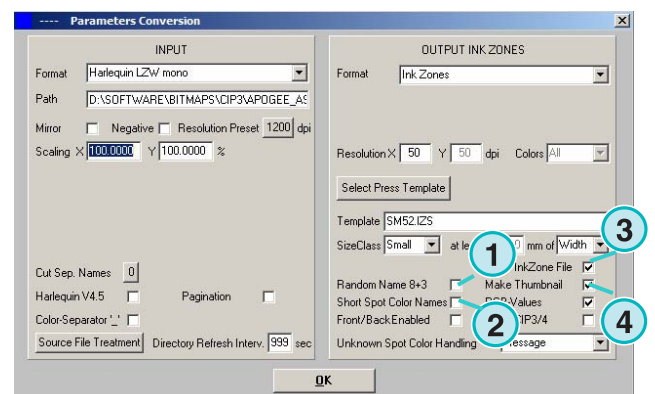 ---- Parameters Conversion
INPUT
Format Harlequin LZW mono
Path D:\SOFTWARE\BITMAPS\CIP3\APOGEE_AS
Mirror Negative Resolution Preset 1200 dpi
Scaling X 100.0000 Y 100.0000 %
Cut Sep. Names 0
Harlequin V4.5 Pagination
Color-Separator '_'
Source File Treatment Directory Refresh Interv. 999 sec
OUTPUT INK ZONES
Format Ink Zones
Resolution X 50 Y 50 dpi Colors All
Select Press Template
Template SM52.IZS
3
SizeClass Small at mm of Width
1
InkZone File
Random Name 8+3 Make Thumbnail
Short Spot Color Names Values
2
4
Front/Back Enabled CIP3/4
Unknown Spot Color Handling
OK